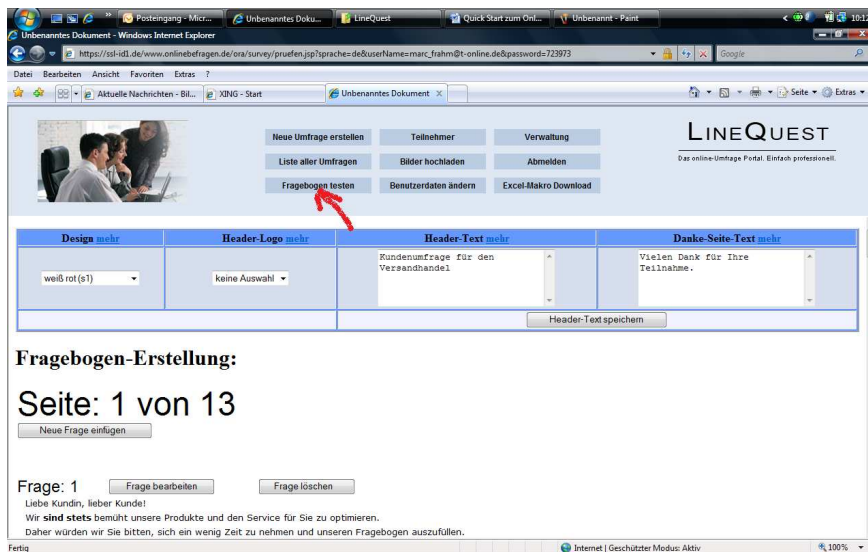 Posteingang - Micr...
Unbenanntes Doku...
LineQuest
Quick Start zum Onl...
Unbenannt - Paint
10:12
Unbenanntes Dokument - Windows Internet Explorer
https://ssl-id1.de/www.onlinebefragen.de/ora/survey/pruefen.jsp?sprache=de&userName=marc_frahm@t-online.de&password=723973
Google
Datei Bearbeiten Ansicht Favoriten Extras ?
Aktuelle Nachrichten - Bil...
XING - Start
Unbenanntes Dokument
Seite
Extras
Neue Umfrage erstellen Teilnehmer Verwaltung
Liste aller Umfragen Bilder hochladen Abmelden
Fragebogen testen Benutzerdaten ändern Excel-Makro Download
LINEQUEST
Das online-Umfrage Portal. Einfach professionell.
Design mehr Header-Logo mehr Header-Text mehr Danke-Seite-Text mehr
weiß rot (s1)
keine Auswahl
Kundenumfrage für den
Versandhandel
Vielen Dank für Ihre
Teilnahme.
Header-Text speichern
Fragebogen-Erstellung:
Seite: 1 von 13
Neue Frage einfügen
Frage: 1 Frage bearbeiten Frage löschen
Liebe Kundin, lieber Kunde!
Wir sind stets bemüht unsere Produkte und den Service für Sie zu optimieren.
Daher würden wir Sie bitten, sich ein wenig Zeit zu nehmen und unseren Fragebogen auszufüllen.
Fertig
Internet | Geschützter Modus: Aktiv
100%